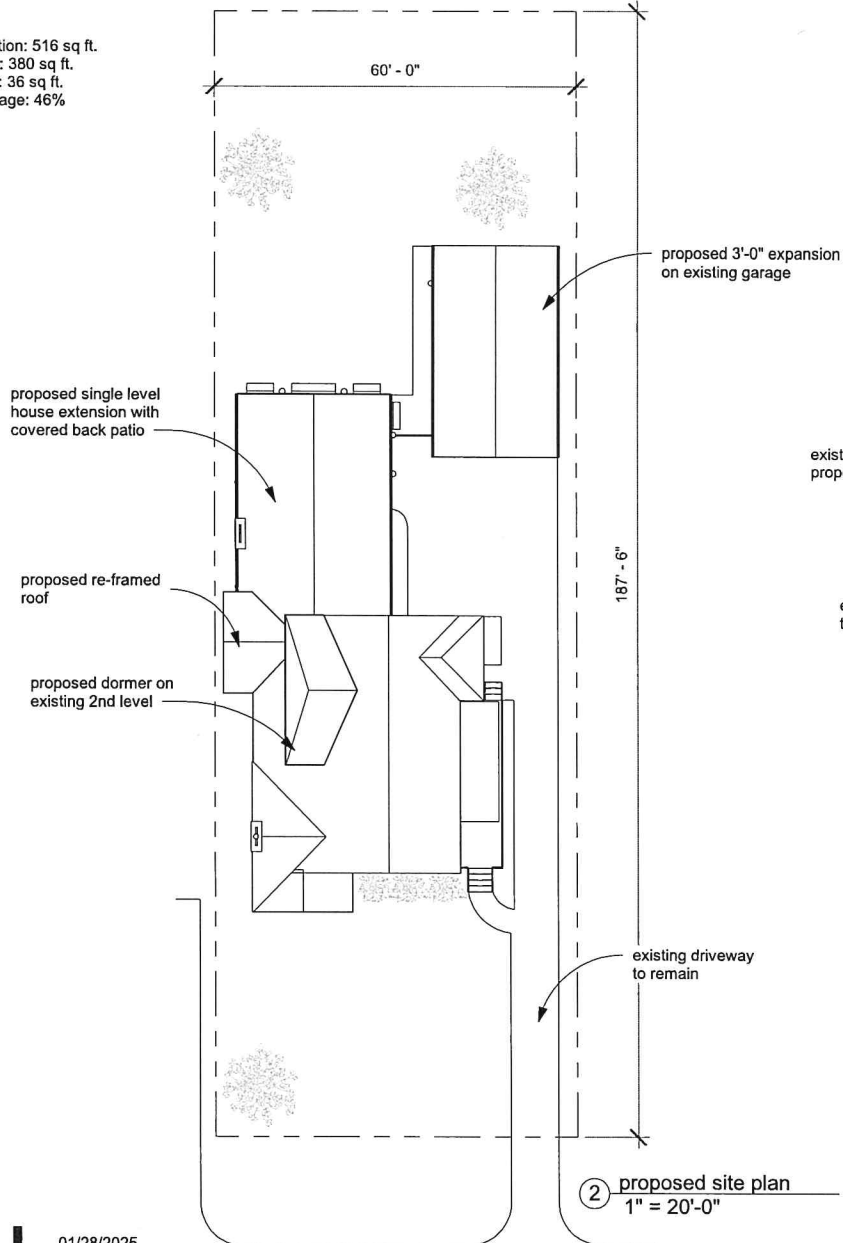 tion: 516 sq ft.
: 380 sq ft.
: 36 sq ft.
age: 46%
60' - 0"
proposed 3'-0" expansion
on existing garage
proposed single level
house extension with
covered back patio
exist
prop
187' - 6"
proposed re-framed
roof
e
t
proposed dormer on
existing 2nd level
existing driveway
to remain
2 proposed site plan
1" = 20'-0"
01/28/2025